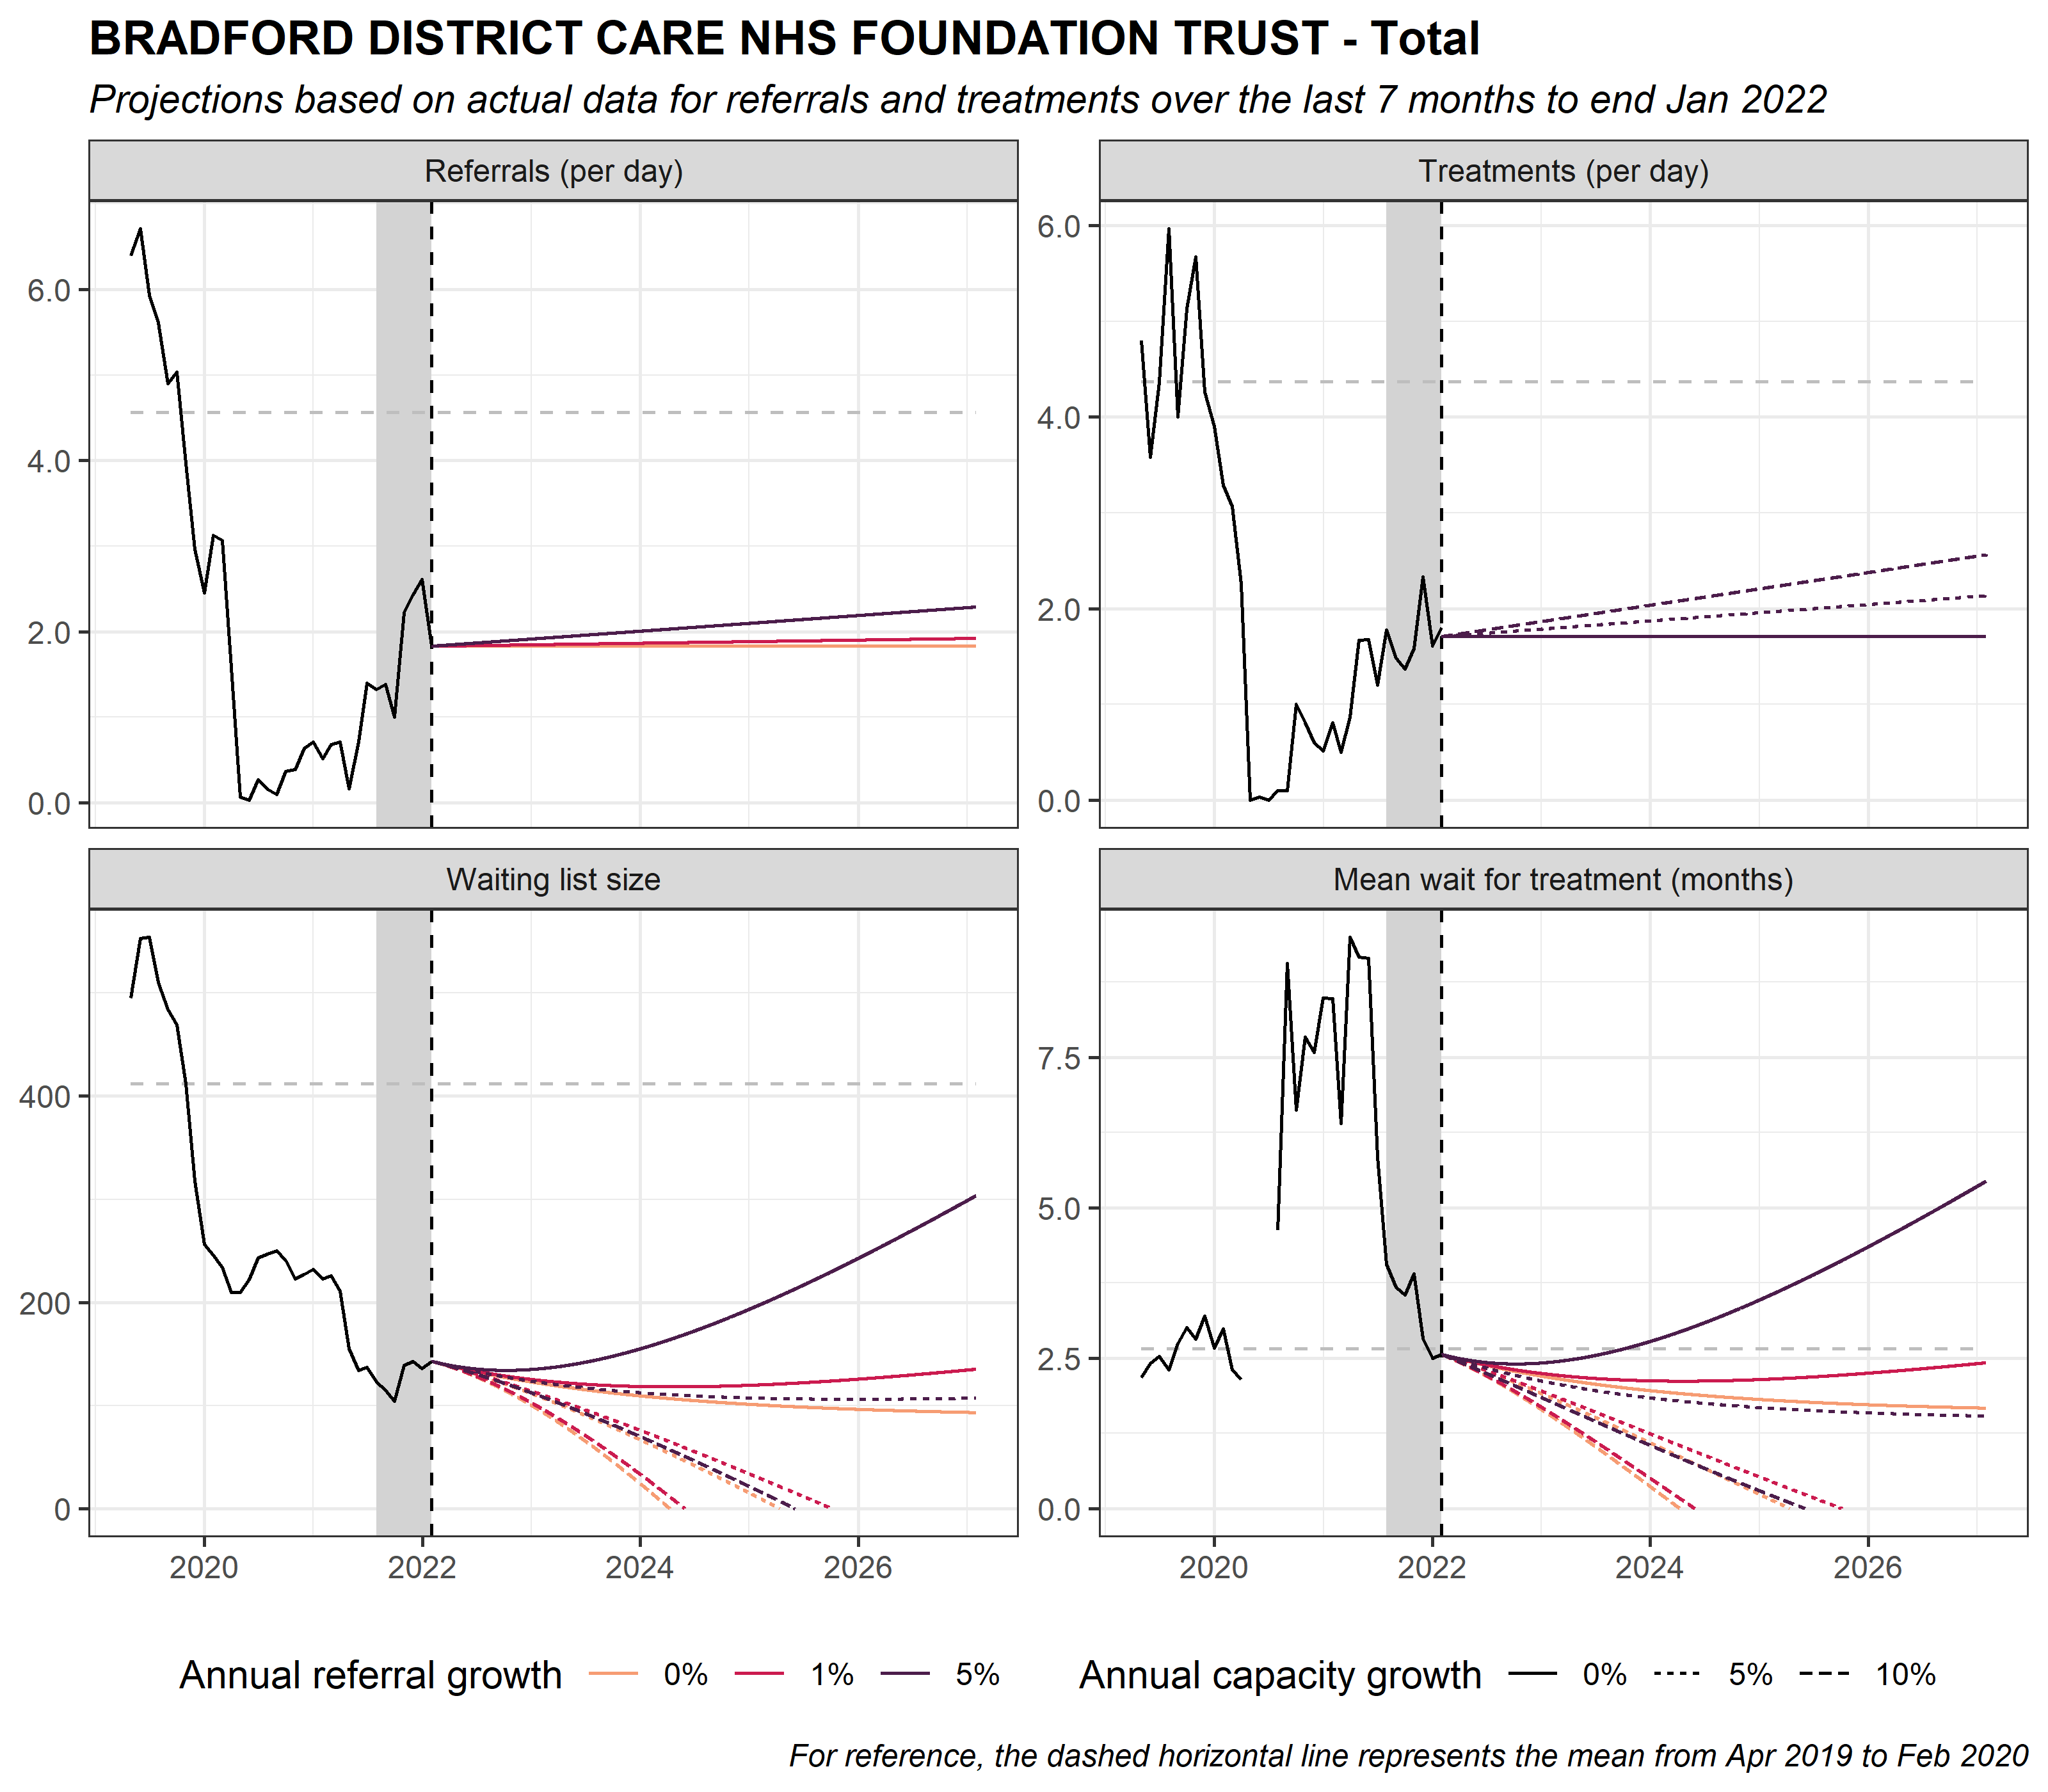 BRADFORD DISTRICT CARE NHS FOUNDATION TRUST - Total
Projections based on actual data for referrals and treatments over the last 7 months to end Jan 2022
Referrals (per day)
6.0
4.0
2.0
0.0
Treatments (per day)
6.0
4.0
2.0
0.0
Waiting list size
400
200
0
2020 2022 2024 2026
Mean wait for treatment (months)
7.5
5.0
2.5
0.0
2020 2022 2024 2026
Annual referral growth 0% 1% 5%
Annual capacity growth 0% 5% 10%
For reference, the dashed horizontal line represents the mean from Apr 2019 to Feb 2020